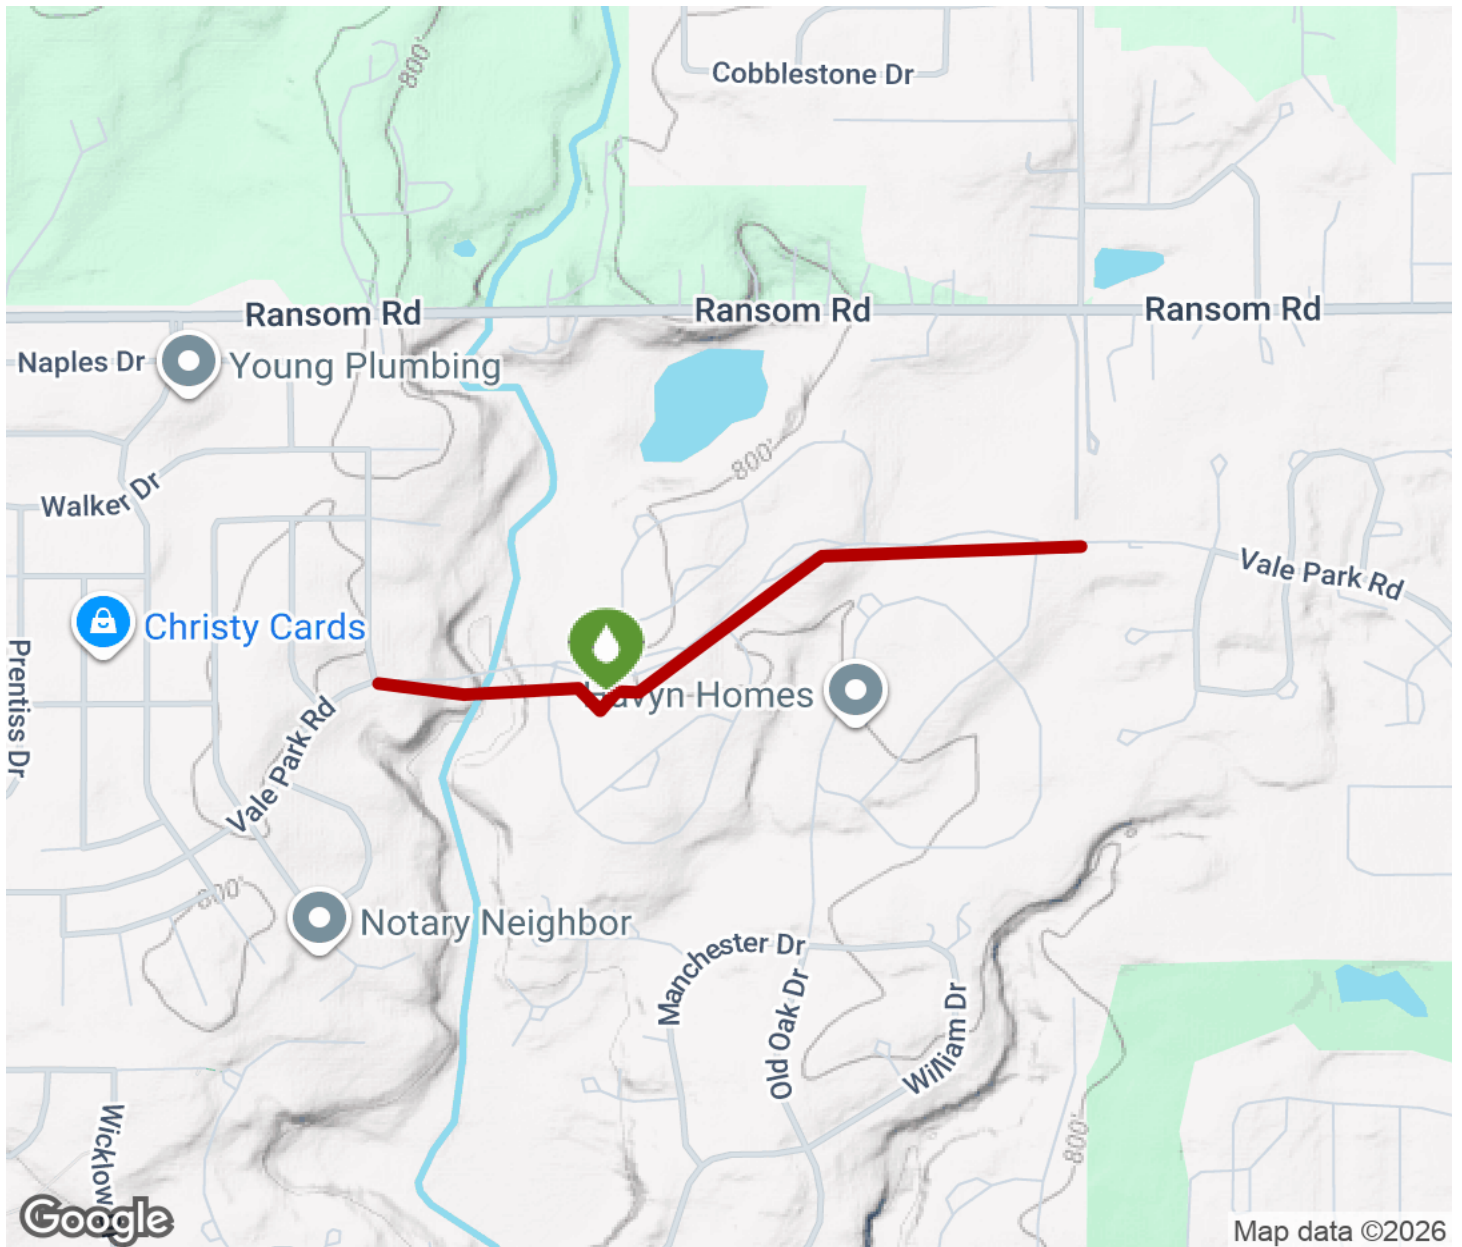 800'
Cobblestone Dr
Ransom Rd
Ransom Rd
Ransom Rd
Naples Dr
Young Plumbing
800'
Walker Dr
Vale Park Rd
Christy Cards
Prentiss Dr
Homes
Vale Park Rd
800'
Notary Neighbor
Manchester Dr
Old Oak Dr
William Dr
800'
Google
Map data ©2026